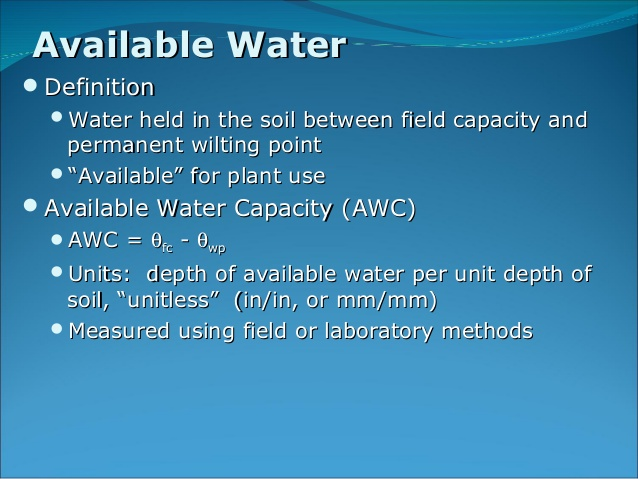 Available Water
Definition
Water held in the soil between field capacity and
permanent wilting point
“Available” for plant use
Available Water Capacity (AWC)
AWC = θfc - θwp
Units:  depth of available water per unit depth of
soil, “unitless”  (in/in, or mm/mm)
Measured using field or laboratory methods